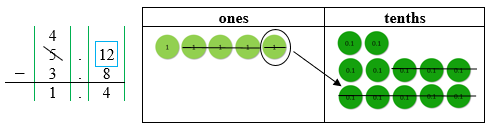 4
5 . 12
− 3 . 8
1 . 4
ones
1 1 1 1 1
tenths
0.1 0.1
0.1 0.1 0.1 0.1 0.1
0.1 0.1 0.1 0.1 0.1